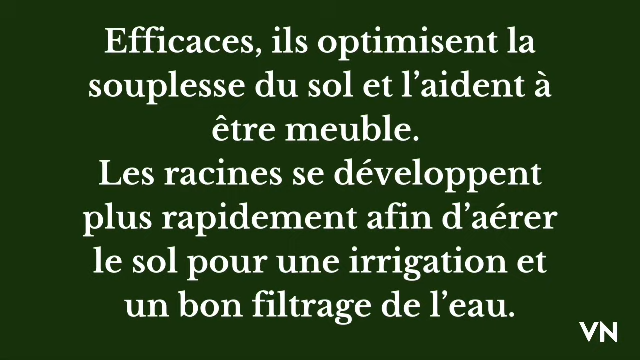 Efficaces, ils optimisent la
souplesse du sol et l’aident à
être meuble.
Les racines se développent
plus rapidement afin d’aérer
le sol pour une irrigation et
un bon filtrage de l’eau.
VN